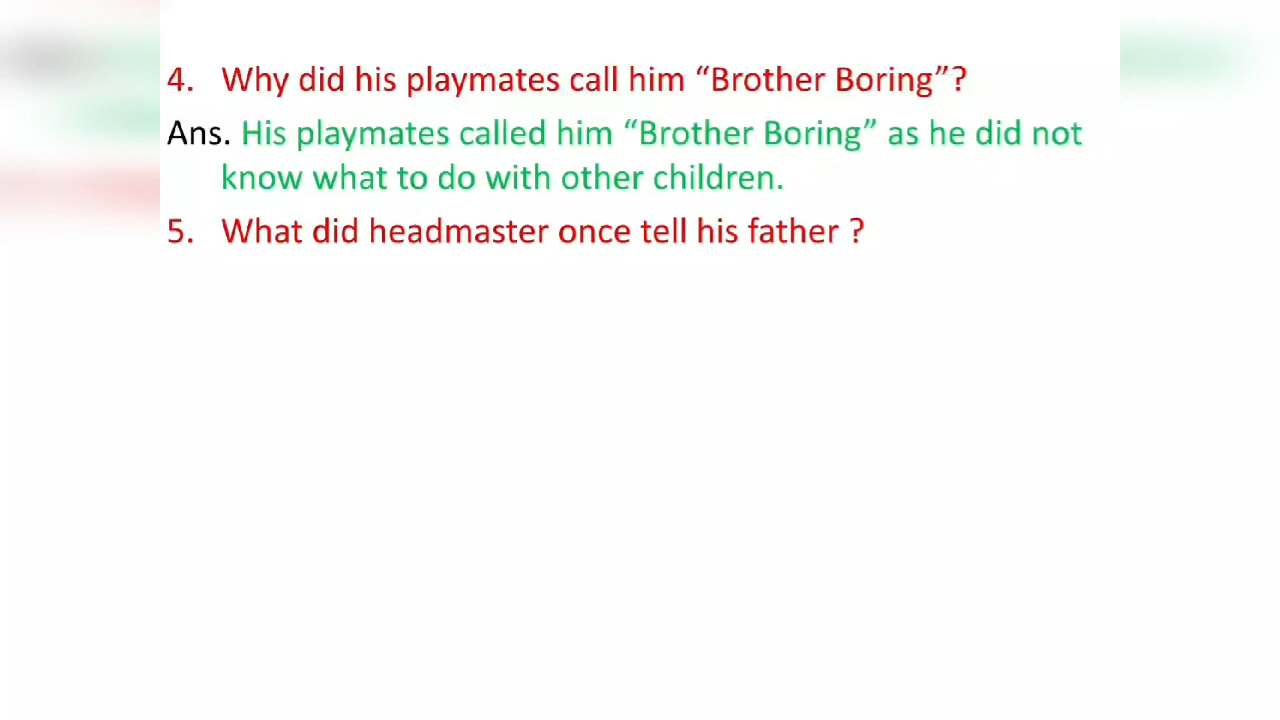 4. Why did his playmates call him “Brother Boring”?
Ans. His playmates called him “Brother Boring” as he did not
know what to do with other children.
5. What did headmaster once tell his father ?